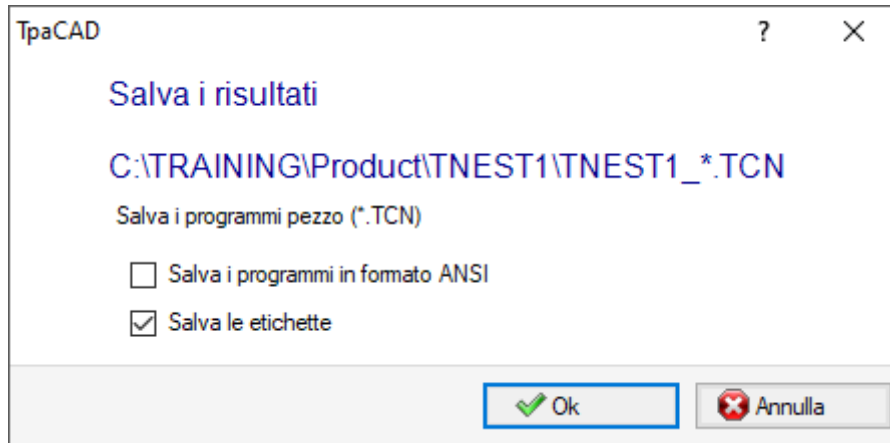 TpaCAD ?
Salva i risultati
C:\TRAINING\Product\TNEST1\TNEST1_*.TCN
Salva i programmi pezzo (*.TCN)
Salva i programmi in formato ANSI
Salva le etichette
Ok Annulla